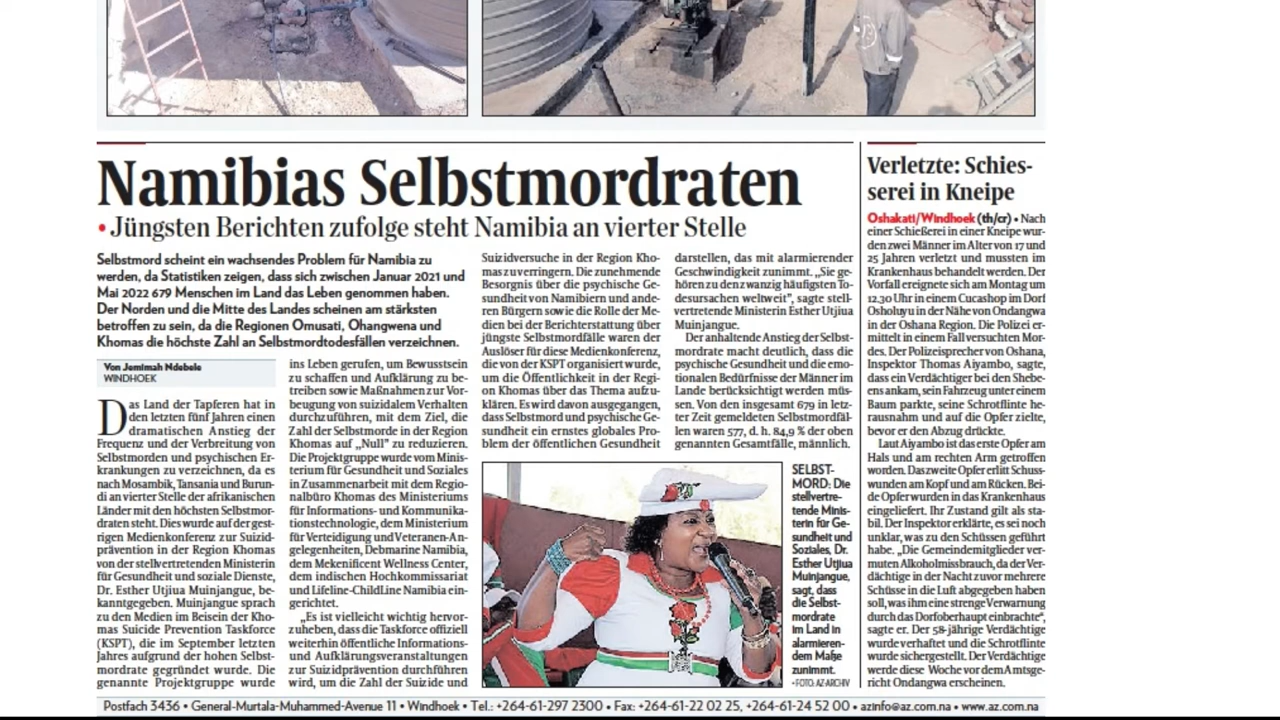 Namibias Selbstmordraten
• Jüngsten Berichten zufolge steht Namibia an vierter Stelle
Selbstmord scheint ein wachsendes Problem für Namibia zu
werden, da Statistiken zeigen, dass sich zwischen Januar 2021 und
Mai 2022 679 Menschen im Land das Leben genommen haben.
Der Norden und die Mitte des Landes scheinen am stärksten
betroffen zu sein, da die Regionen Omusati, Ohangwena und
Khomas die höchste Zahl an Selbstmordtodesfällen verzeichnen.
Von Jemimah Ndebele
WINDHOEK
Das Land der Tapferen hat in
den letzten fünf Jahren einen
dramatischen Anstieg der
Frequenz und der Verbreitung von
Selbstmorden und psychischen Er-
krankungen zu verzeichnen, da es
nach Mosambik, Tansania und Burun-
di an vierter Stelle der afrikanischen
Länder mit den höchsten Selbstmor-
draten steht. Dies wurde auf der gest-
rigen Medienkonferenz zur Suizid-
prävention in der Region Khomas
von der stellvertretenden Ministerin
für Gesundheit und soziale Dienste,
Dr. Esther Utjiua Muinjangue, be-
kanntgegeben. Muinjangue sprach
zu den Medien im Beisein der Kho-
mas Suicide Prevention Taskforce
(KSPT), die im September letzten
Jahres aufgrund der hohen Selbst-
mordrate gegründet wurde. Die
genannte Projektgruppe wurde
ins Leben gerufen, um Bewusstsein
zu schaffen und Aufklärung zu be-
treiben sowie Maßnahmen zur Vor-
beugung von suizidalem Verhalten
durchzuführen, mit dem Ziel, die
Zahl der Selbstmorde in der Region
Khomas auf „Null” zu reduzieren.
Die Projektgruppe wurde vom Minis-
terium für Gesundheit und Soziales
in Zusammenarbeit mit dem Regio-
nalbüro Khomas des Ministeriums
für Informations- und Kommunika-
tionstechnologie, dem Ministerium
für Verteidigung und Veteranen-An-
gelegenheiten, Debmarine Namibia,
dem Mekenificent Wellness Center,
dem indischen Hochkommissariat
und Lifeline-ChildLine Namibia ein-
gerichtet.
„Es ist vielleicht wichtig hervor-
zuheben, dass die Taskforce offiziell
weiterhin öffentliche Informations-
und Aufklärungsveranstaltungen
zur Suizidprävention durchführen
wird, um die Zahl der Suizide und
Suizidversuche in der Region Kho-
mas zu verringern. Die zunehmende
Besorgnis über die psychische Ge-
sundheit von Namibiern und ande-
ren Bürgern sowie die Rolle der Me-
dien bei der Berichterstattung über
jüngste Selbstmordfälle waren der
Auslöser für diese Medienkonferenz,
die von der KSPT organisiert wurde,
um die Öffentlichkeit in der Regi-
on Khomas über das Thema aufzu-
klären. Es wird davon ausgegangen,
dass Selbstmord und psychische Ge-
sundheit ein ernstes globales Pro-
blem der öffentlichen Gesundheit
darstellen, das mit alarmierender
Geschwindigkeit zunimmt. „Sie ge-
hören zu den zwanzig häufigsten To-
desursachen weltweit”, sagte stell-
vertretende Ministerin Esther Utjiua
Muinjangue.
Der anhaltende Anstieg der Selbst-
mordrate macht deutlich, dass die
psychische Gesundheit und die emo-
tionalen Bedürfnisse der Männer im
Lande berücksichtigt werden müs-
sen. Von den insgesamt 679 in letz-
ter Zeit gemeldeten Selbstmordfäl-
len waren 577, d. h. 84,9 % der oben
genannten Gesamtfälle, männlich.
SELBST-
MORD: Die
stellvertre-
tende Minis-
terin für Ge-
sundheit und
Soziales, Dr.
Esther Utjiua
Muinjangue,
sagt, dass
die Selbst-
mordrate
im Land in
alarmieren-
dem Maße
zunimmt.
• FOTO: AZ-ARCHIV
Verletzte: Schies-
serei in Kneipe
Oshakati/Windhoek (th/cr) • Nach
einer Schießerei in einer Kneipe wur-
den zwei Männer im Alter von 17 und
25 Jahren verletzt und mussten im
Krankenhaus behandelt werden. Der
Vorfall ereignete sich am Montag um
12.30 Uhr in einem Cucashop im Dorf
Osholuyu in der Nähe von Ondangwa
in der Oshana Region. Die Polizei er-
mittelt in einem Fall versuchten Mor-
des. Der Polizeisprecher von Oshana,
Inspektor Thomas Aiyambo, sagte,
dass ein Verdächtiger bei den Shebe-
ens ankam, sein Fahrzeug unter einem
Baum parkte, seine Schrotflinte he-
rausnahm und auf die Opfer zielte,
bevor er den Abzug drückte.
Laut Aiyambo ist das erste Opfer am
Hals und am rechten Arm getroffen
worden. Das zweite Opfer erlitt Schuss-
wunden am Kopf und am Rücken. Bei-
de Opfer wurden in das Krankenhaus
eingeliefert. Ihr Zustand gilt als sta-
bil. Der Inspektor erklärte, es sei noch
unklar, was zu den Schüssen geführt
habe. „Die Gemeindemitglieder ver-
muten Alkoholmissbrauch, da der Ver-
dächtige in der Nacht zuvor mehrere
Schüsse in die Luft abgegeben haben
soll, was ihm eine strenge Verwarnung
durch das Dorfoberhaupt einbrachte“,
sagte er. Der 58-jährige Verdächtige
wurde verhaftet und die Schrotflinte
wurde sichergestellt. Der Verdächtige
werde diese Woche vor dem Amtsge-
richt Ondangwa erscheinen.
Postfach 3436 • General-Murtala-Muhammed-Avenue 11 • Windhoek • Tel.: +264-61-297 2300 • Fax: +264-61-22 02 25, +264-61-24 52 00 • azinfo@az.com.na • www.az.com.na